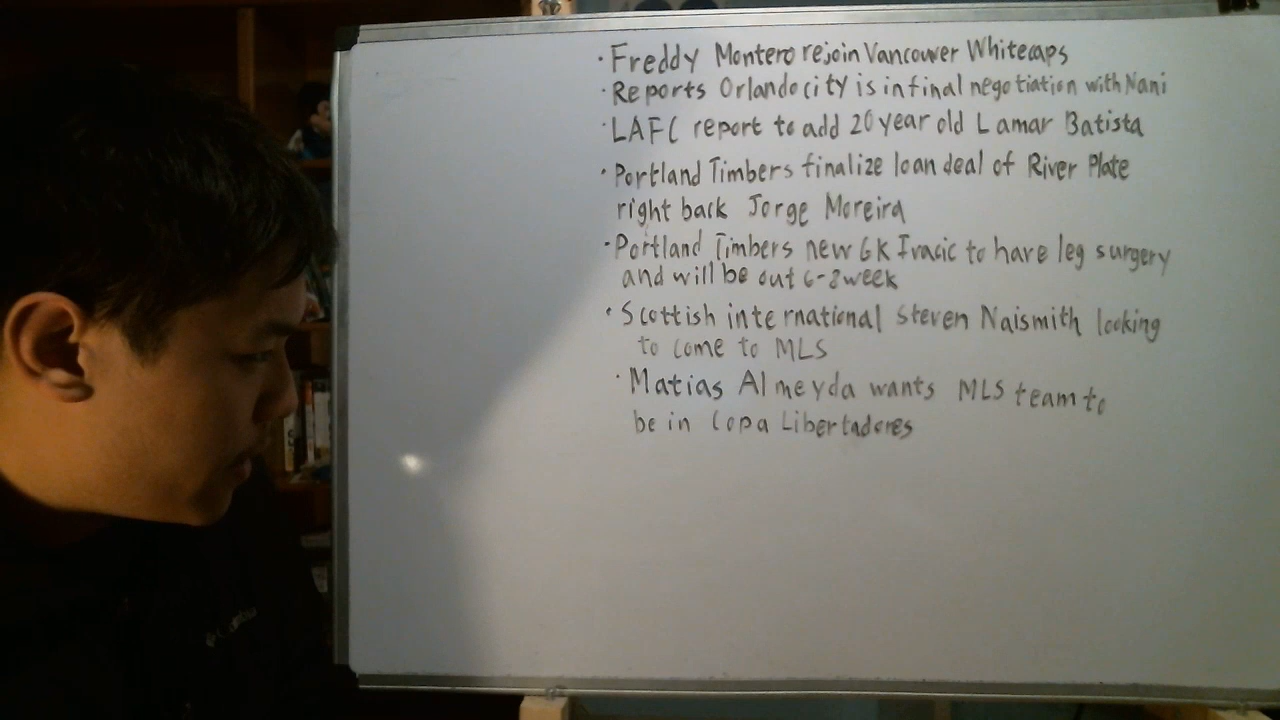 · Freddy Montero rejoin Vancouver Whitecaps
· Reports Orlando city is in final negotiation with Nani
· LAFC report to add 20 year old Lamar Batista
· Portland Timbers finalize loan deal of River Plate
right back Jorge Moreira
· Portland Timbers new GK Ivacic to have leg surgery
and will be out 6-8 week
· Scottish international Steven Naismith looking
to come to MLS
· Matias Almeyda wants MLS team to
be in Copa Libertadores